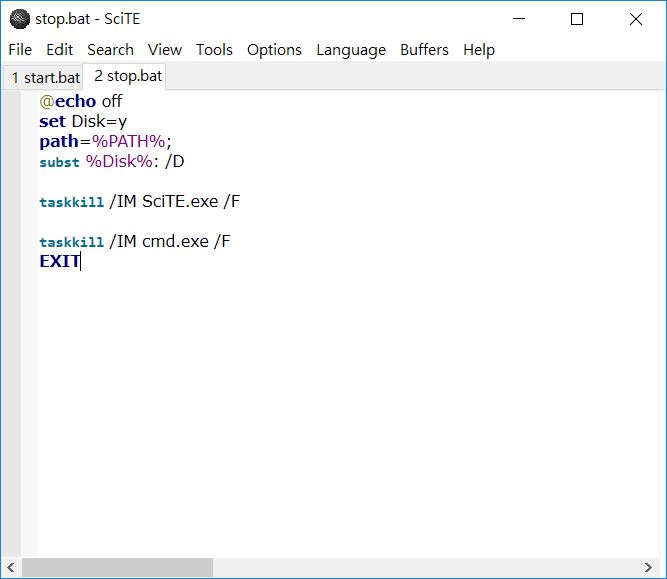 stop.bat - SciTE
File Edit Search View Tools Options Language Buffers Help
1 start.bat 2 stop.bat
@echo off
set Disk=y
path=%PATH%;
subst %Disk%: /D
taskkill /IM SciTE.exe /F
taskkill /IM cmd.exe /F
EXIT